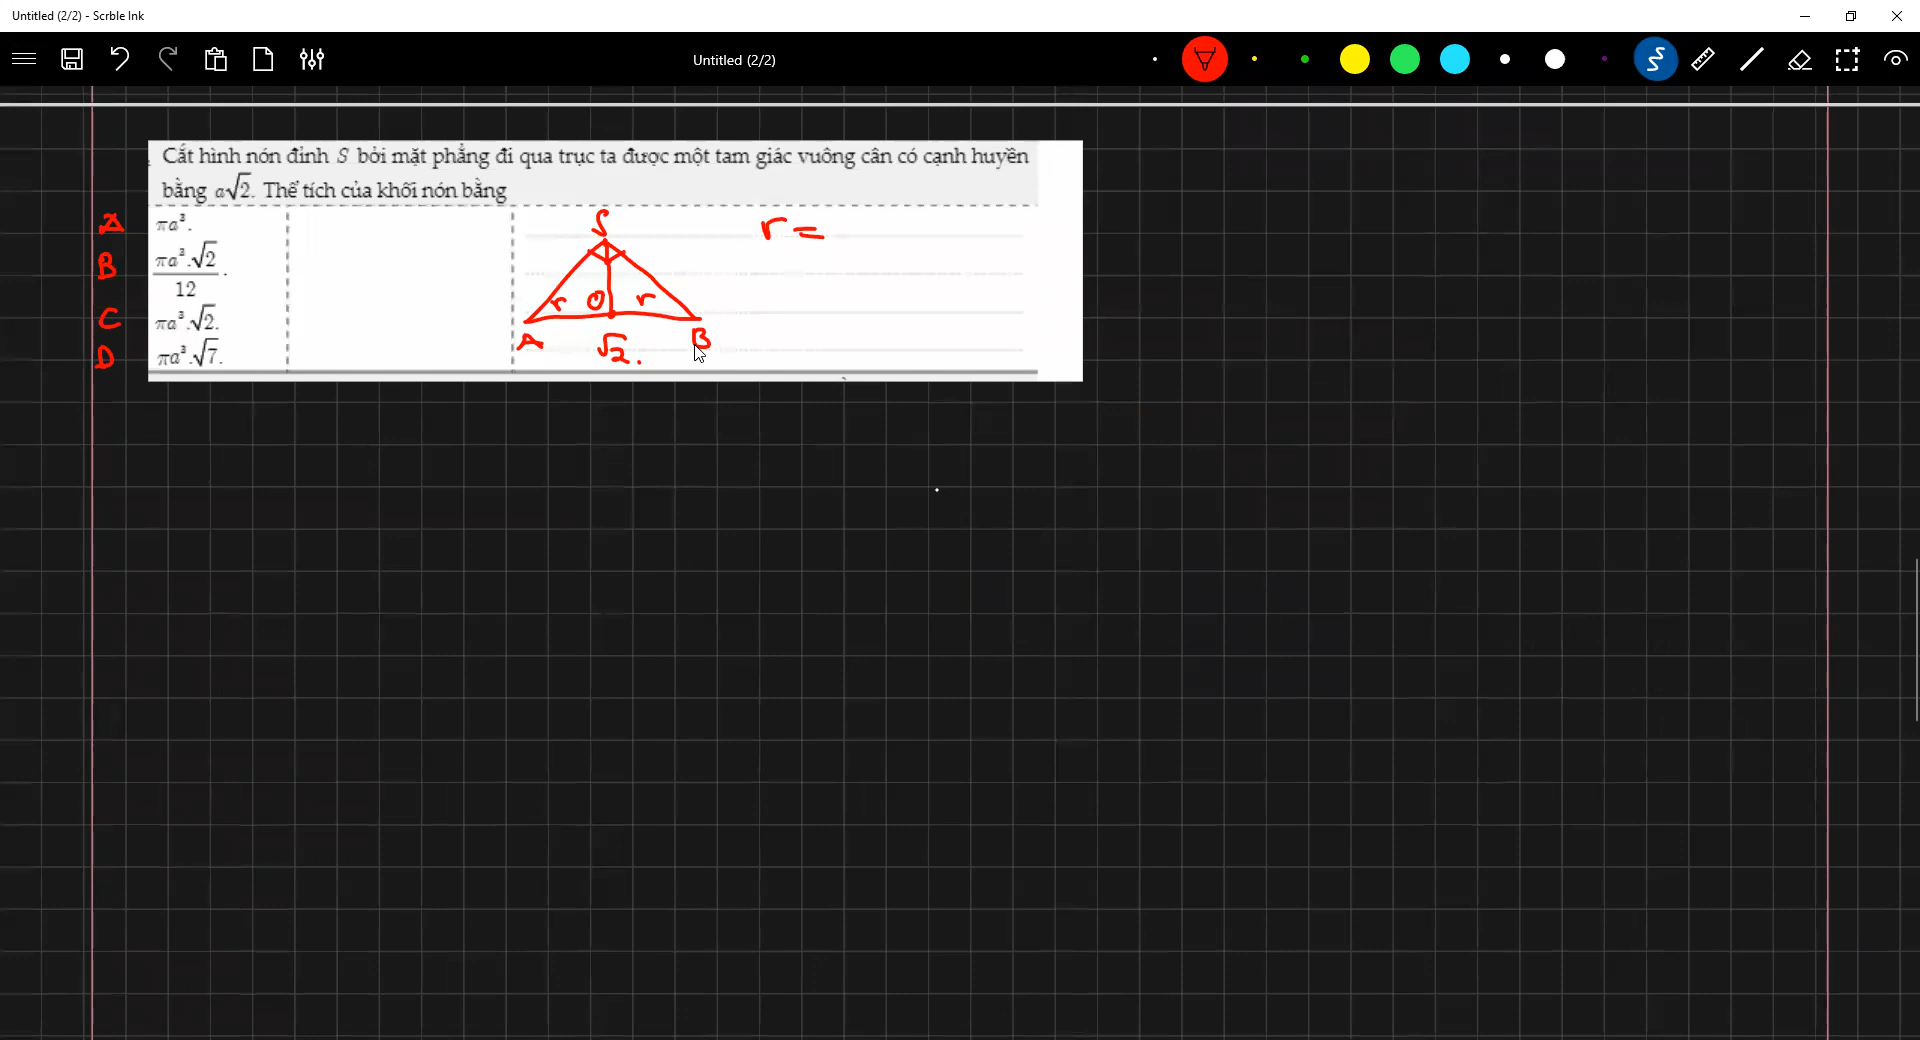 Untitled (2/2) - Scrble Ink
Untitled (2/2)
Cắt hình nón đỉnh S bởi mặt phẳng đi qua trục ta được một tam giác vuông cân có cạnh huyền
bằng a√2. Thể tích của khối nón bằng
A πa³.
B πa³.√2/12.
C πa³.√2.
D πa³.√7.
S
r =
r O r
A √2. B